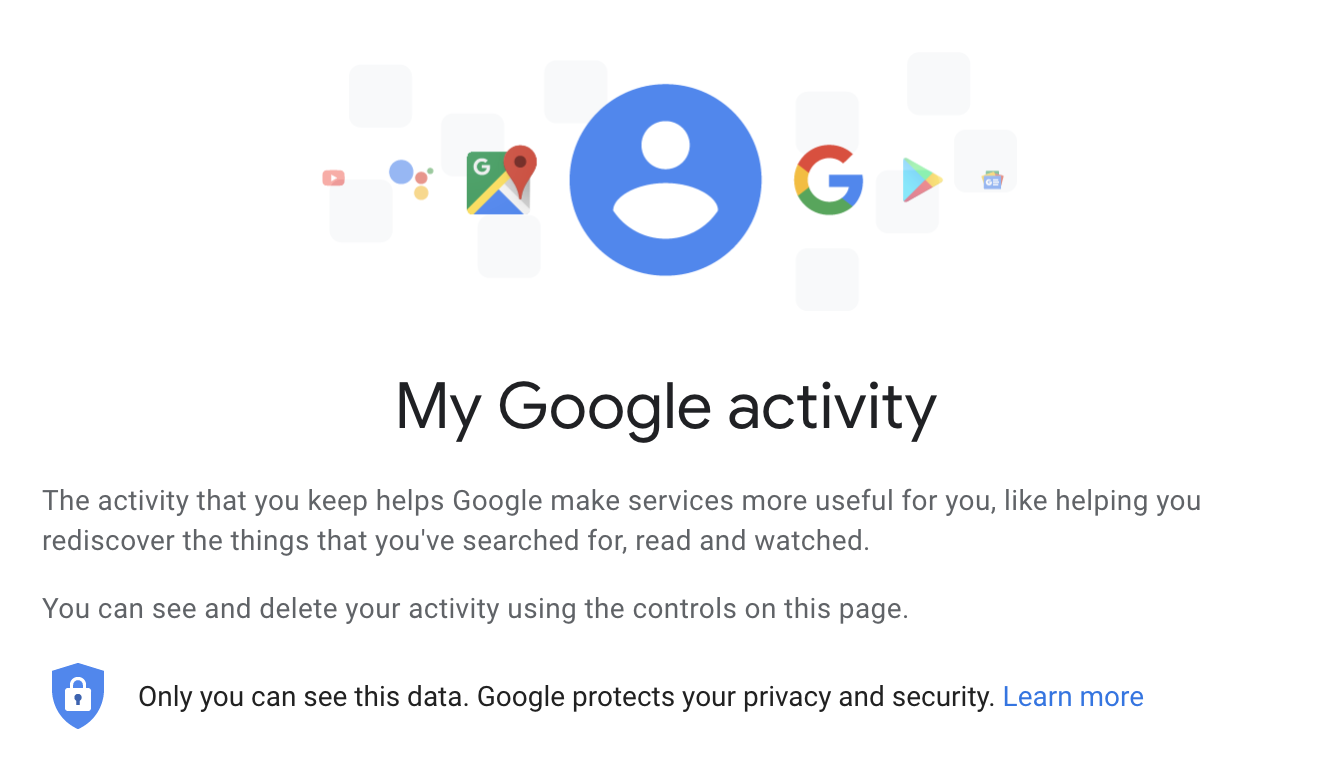 My Google activity
The activity that you keep helps Google make services more useful for you, like helping you
rediscover the things that you've searched for, read and watched.
You can see and delete your activity using the controls on this page.
Only you can see this data. Google protects your privacy and security. Learn more